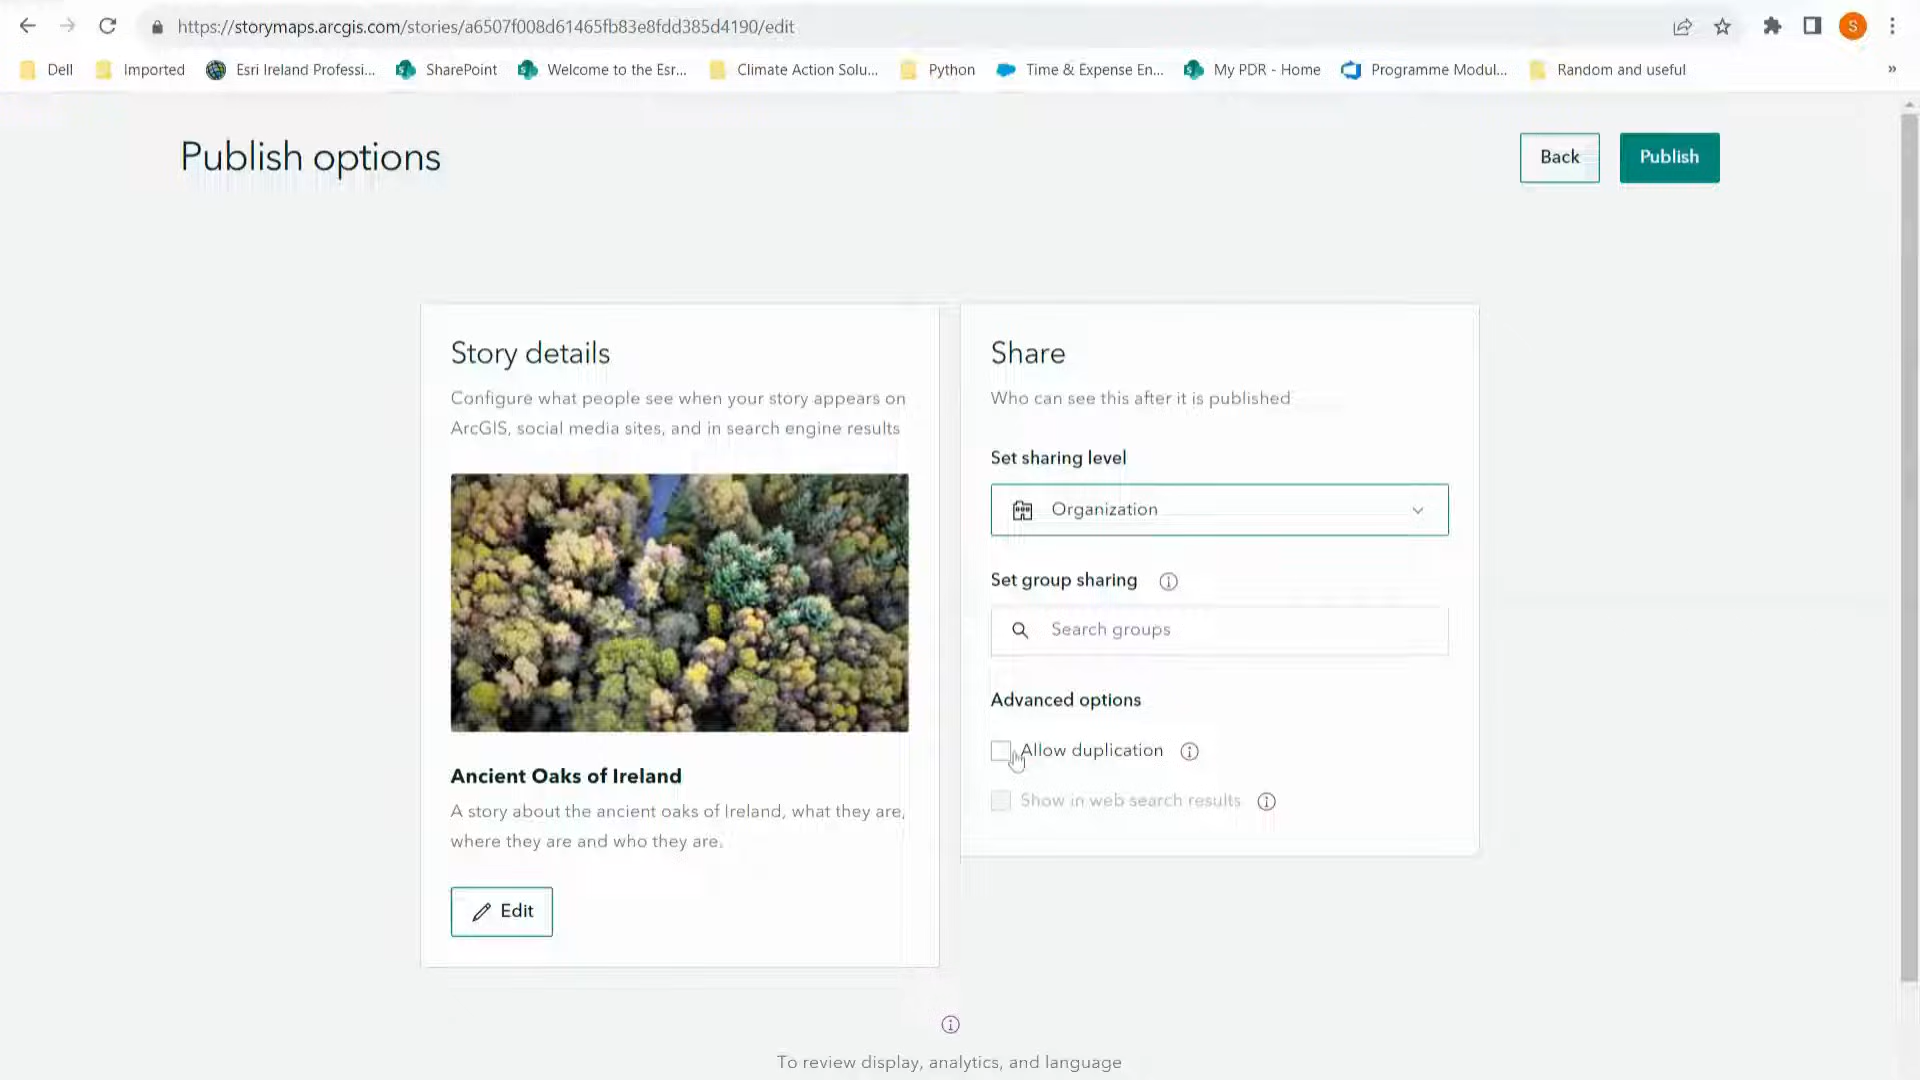 https://storymaps.arcgis.com/stories/a6507f008d61465fb83e8fdd385d4190/edit
S
Dell
Imported
Esri Ireland Professi...
SharePoint
Welcome to the Esr...
Climate Action Solu...
Python
Time & Expense En...
My PDR - Home
Programme Modul...
Random and useful
»
Publish options
Back
Publish
Story details
Configure what people see when your story appears on
ArcGIS, social media sites, and in search engine results
Ancient Oaks of Ireland
A story about the ancient oaks of Ireland, what they are,
where they are and who they are.
Edit
Share
Who can see this after it is published
Set sharing level
Organization
Set group sharing
Search groups
Advanced options
Allow duplication
Show in web search results
To review display, analytics, and language